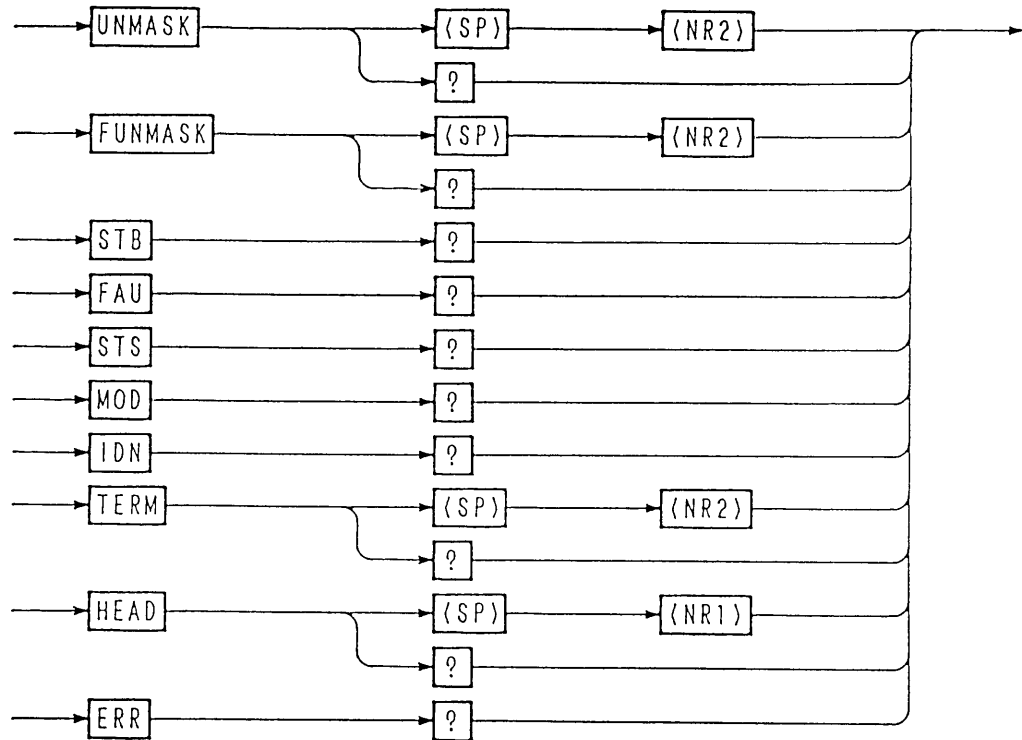 UNMASK ⟨SP⟩ ⟨NR2⟩
?
FUNMASK ⟨SP⟩ ⟨NR2⟩
?
STB ?
FAU ?
STS ?
MOD ?
IDN ?
TERM ⟨SP⟩ ⟨NR2⟩
?
HEAD ⟨SP⟩ ⟨NR1⟩
?
ERR ?